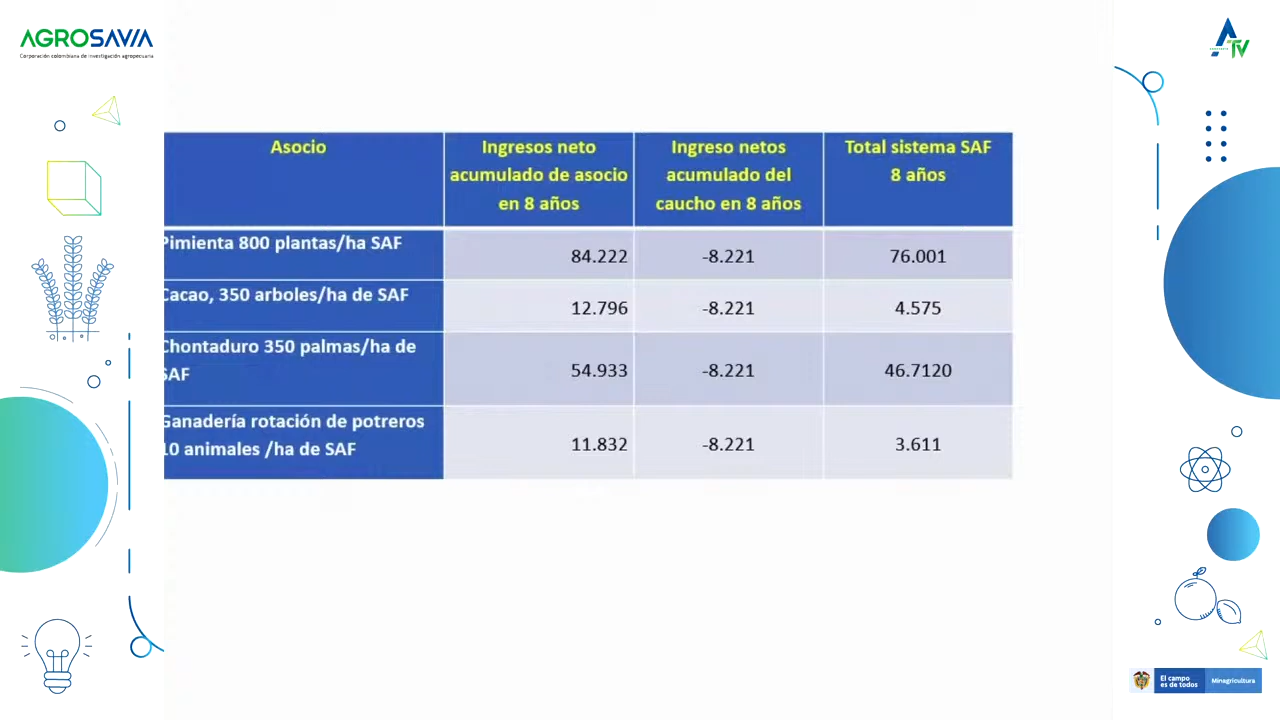 AGROSAVIA
Corporación colombiana de investigación agropecuaria
ATV
Asocio
Ingresos neto
acumulado de asocio
en 8 años
Ingreso netos
acumulado del
caucho en 8 años
Total sistema SAF
8 años
Pimienta 800 plantas/ha SAF
84.222
-8.221
76.001
Cacao, 350 arboles/ha de SAF
12.796
-8.221
4.575
Chontaduro 350 palmas/ha de
SAF
54.933
-8.221
46.7120
Ganadería rotación de potreros
10 animales /ha de SAF
11.832
-8.221
3.611
El campo
es de todos
Minagricultura